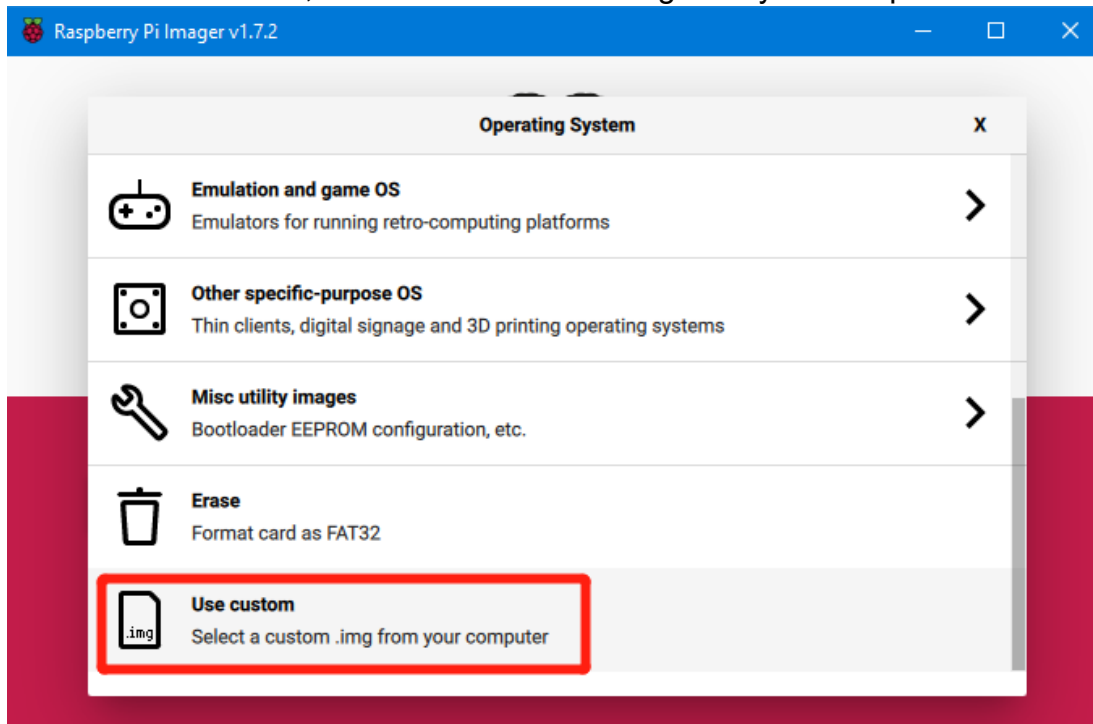 Raspberry Pi Imager v1.7.2
Operating System X
Emulation and game OS
Emulators for running retro-computing platforms
Other specific-purpose OS
Thin clients, digital signage and 3D printing operating systems
Misc utility images
Bootloader EEPROM configuration, etc.
Erase
Format card as FAT32
.img
Use custom
Select a custom .img from your computer